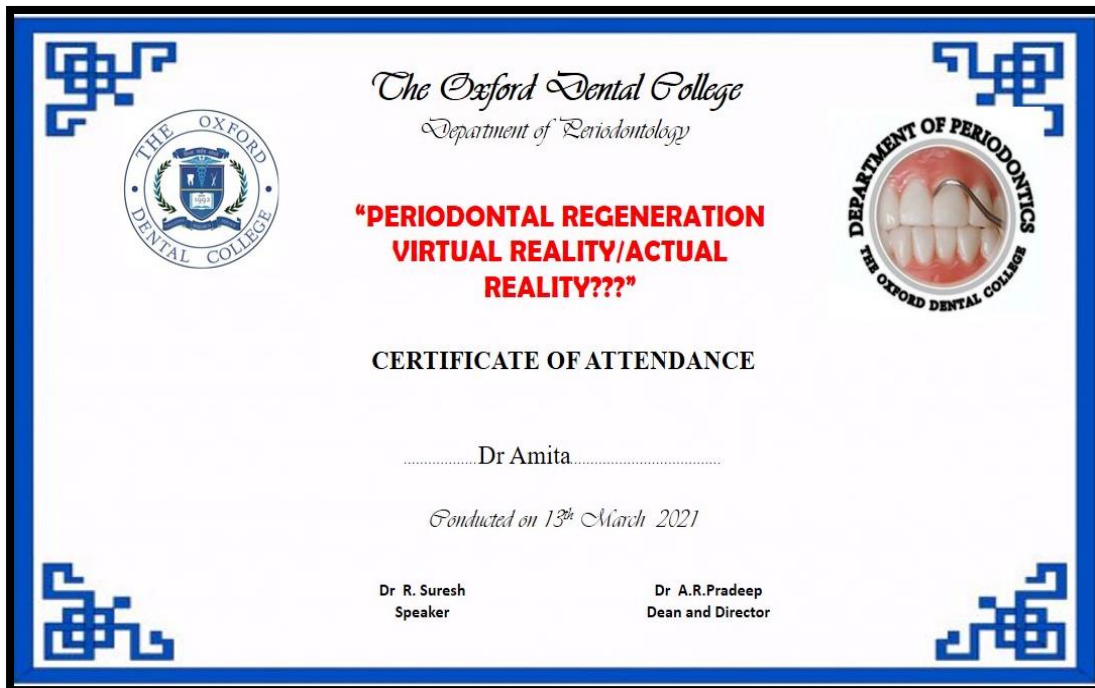 The Oxford Dental College
Department of Periodontology
THE OXFORD DENTAL COLLEGE
1992
DEPARTMENT OF PERIODONTICS
THE OXFORD DENTAL COLLEGE
“PERIODONTAL REGENERATION
VIRTUAL REALITY/ACTUAL
REALITY???”
CERTIFICATE OF ATTENDANCE
..................Dr Amita.....................................
Conducted on 13th March 2021
Dr R. Suresh
Speaker
Dr A.R.Pradeep
Dean and Director